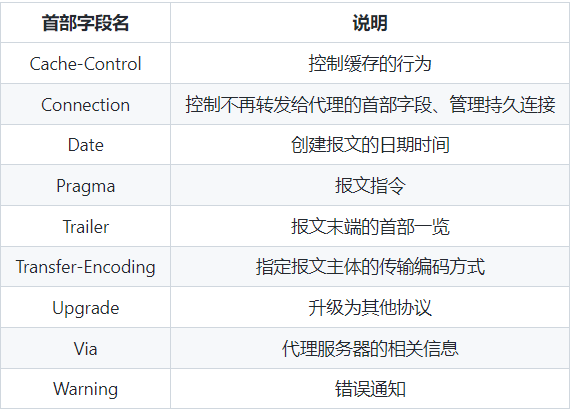 首部字段名 说明
Cache-Control 控制缓存的行为
Connection 控制不再转发给代理的首部字段、管理持久连接
Date 创建报文的日期时间
Pragma 报文指令
Trailer 报文末端的首部一览
Transfer-Encoding 指定报文主体的传输编码方式
Upgrade 升级为其他协议
Via 代理服务器的相关信息
Warning 错误通知